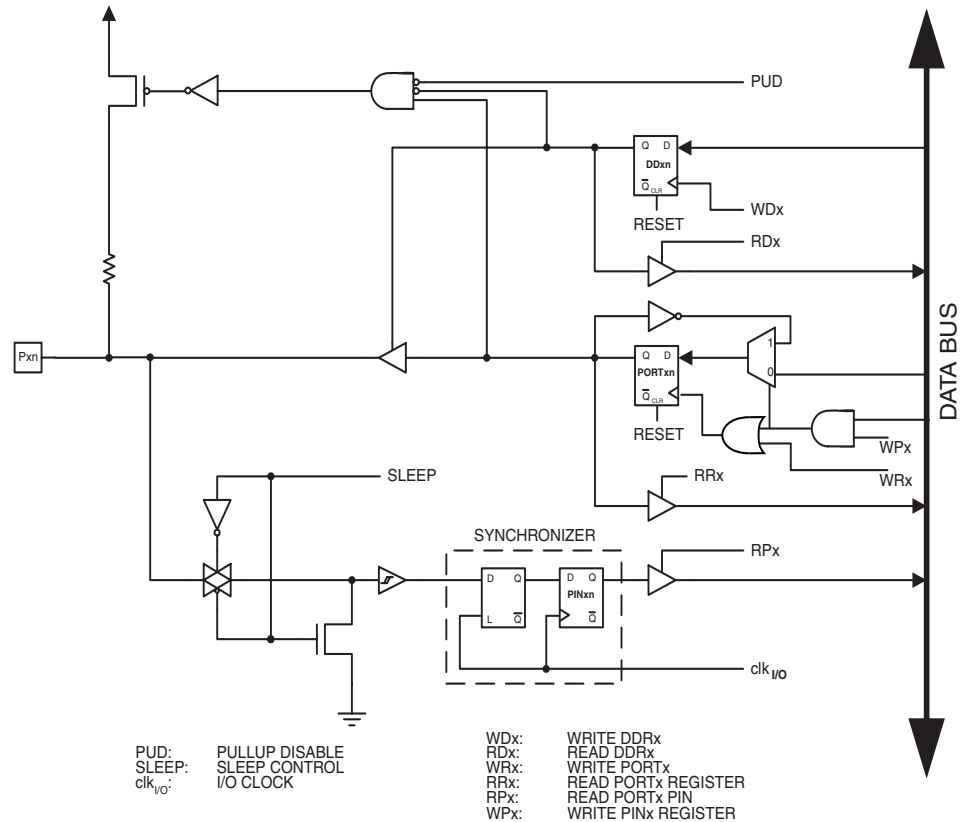 PUD
Q D
DDxn
Q CLR
WDx
RESET
RDx
Pxn
1
Q D
PORTxn
0
Q CLR
RESET
WPx
WRx
SLEEP
RRx
SYNCHRONIZER
RPx
D Q
D Q
PINxn
L Q
Q
clk I/O
DATA BUS
PUD: PULLUP DISABLE
SLEEP: SLEEP CONTROL
clkI/O: I/O CLOCK
WDx: WRITE DDRx
RDx: READ DDRx
WRx: WRITE PORTx
RRx: READ PORTx REGISTER
RPx: READ PORTx PIN
WPx: WRITE PINx REGISTER